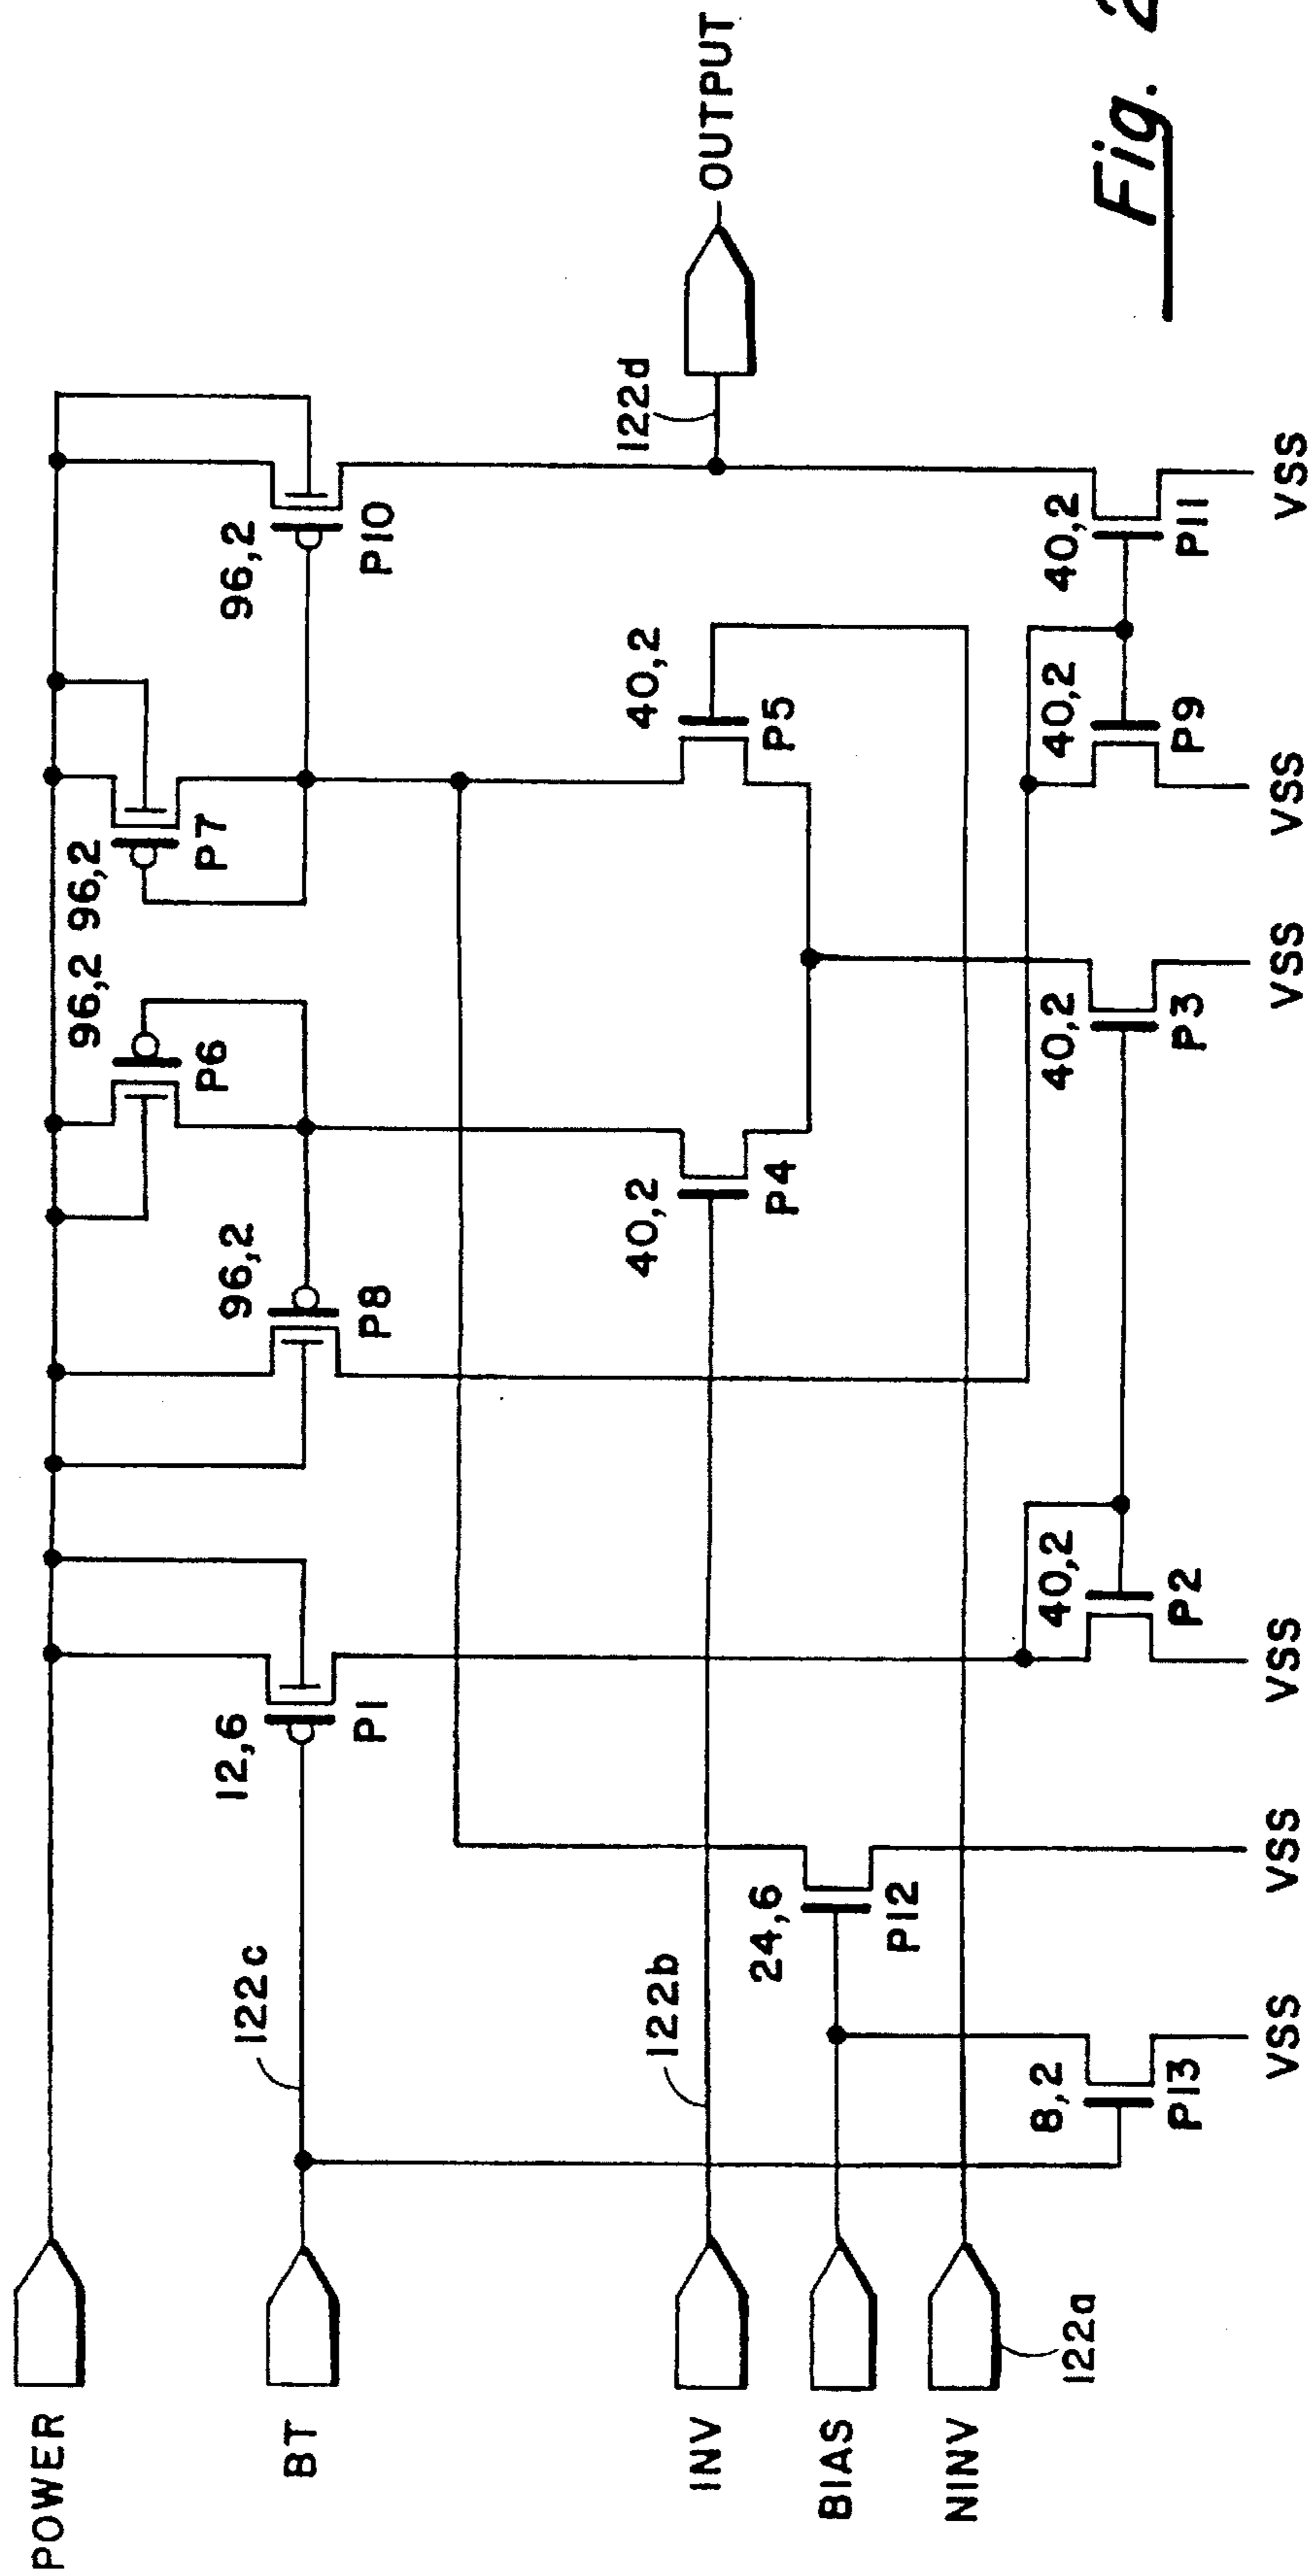 POWER
BT
INV
BIAS
NINV
122c
122b
122a
12,6
P1
96,2
P8
96,2 96,2
P6
P7
96,2
P10
40,2
P4
40,2
P5
24,6
P12
8,2
P13
40,2
P2
40,2
P3
40,2
P9
40,2
P11
122d
OUTPUT
VSS
VSS
VSS
VSS
VSS
VSS
Fig. 2